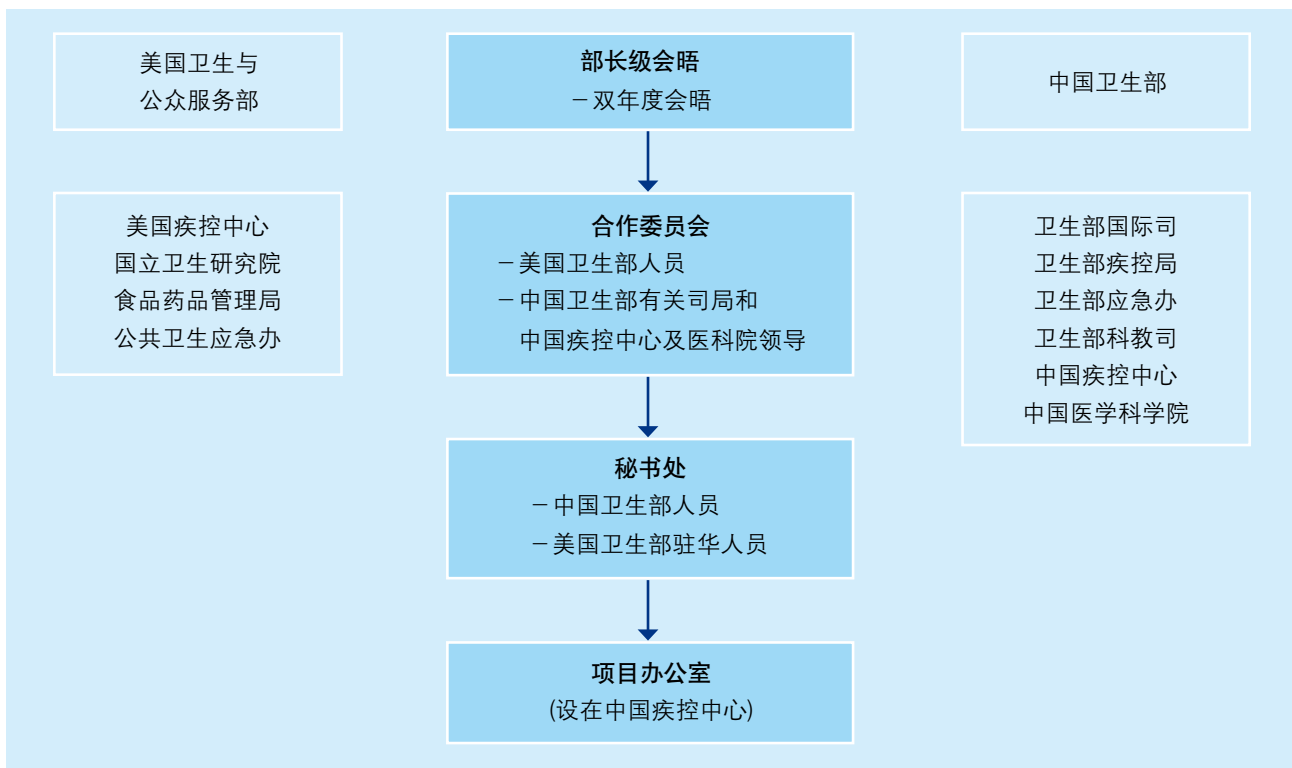 美国卫生与
公众服务部
部长级会晤
－双年度会晤
中国卫生部
美国疾控中心
国立卫生研究院
食品药品管理局
公共卫生应急办
合作委员会
－美国卫生部人员
－中国卫生部有关司局和
中国疾控中心及医科院领导
卫生部国际司
卫生部疾控局
卫生部应急办
卫生部科教司
中国疾控中心
中国医学科学院
秘书处
－中国卫生部人员
－美国卫生部驻华人员
项目办公室
(设在中国疾控中心)